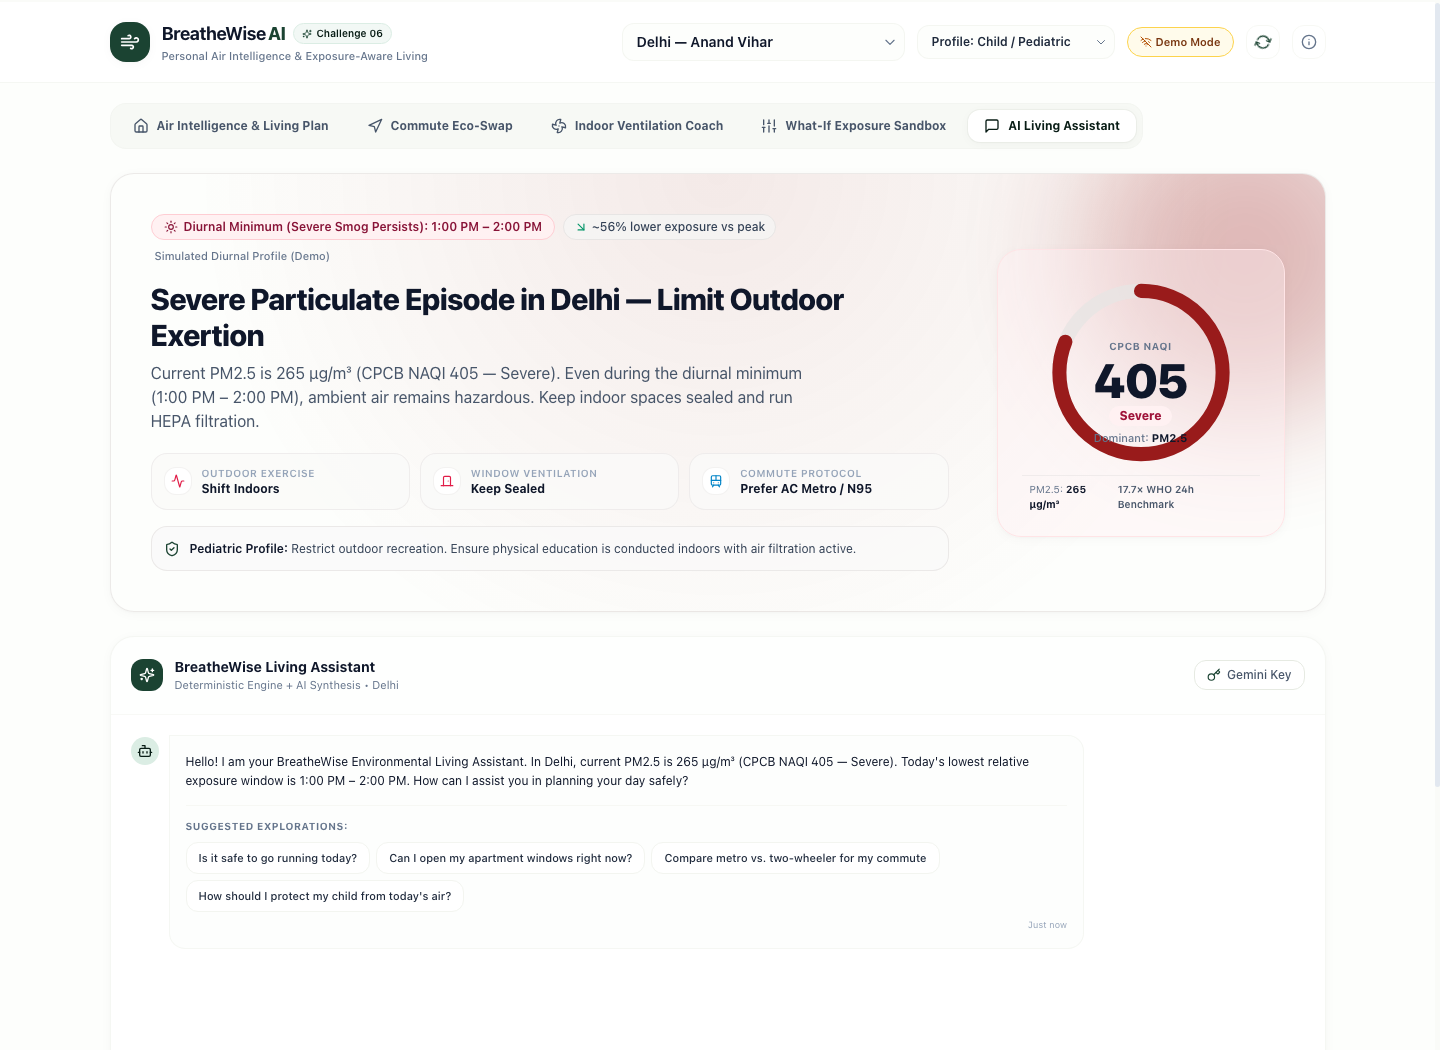 BreatheWise AI
Challenge 06
Personal Air Intelligence & Exposure-Aware Living
Delhi — Anand Vihar
Profile: Child / Pediatric
Demo Mode
Air Intelligence & Living Plan
Commute Eco-Swap
Indoor Ventilation Coach
What-If Exposure Sandbox
AI Living Assistant
Diurnal Minimum (Severe Smog Persists): 1:00 PM – 2:00 PM
~56% lower exposure vs peak
Simulated Diurnal Profile (Demo)
Severe Particulate Episode in Delhi — Limit Outdoor
Exertion
Current PM2.5 is 265 µg/m³ (CPCB NAQI 405 — Severe). Even during the diurnal minimum
(1:00 PM – 2:00 PM), ambient air remains hazardous. Keep indoor spaces sealed and run
HEPA filtration.
OUTDOOR EXERCISE
Shift Indoors
WINDOW VENTILATION
Keep Sealed
COMMUTE PROTOCOL
Prefer AC Metro / N95
Pediatric Profile: Restrict outdoor recreation. Ensure physical education is conducted indoors with air filtration active.
CPCB NAQI
405
Severe
Dominant: PM2.5
PM2.5: 265
µg/m³
17.7× WHO 24h
Benchmark
BreatheWise Living Assistant
Deterministic Engine + AI Synthesis • Delhi
Gemini Key
Hello! I am your BreatheWise Environmental Living Assistant. In Delhi, current PM2.5 is 265 µg/m³ (CPCB NAQI 405 — Severe). Today's lowest relative
exposure window is 1:00 PM – 2:00 PM. How can I assist you in planning your day safely?
SUGGESTED EXPLORATIONS:
Is it safe to go running today?
Can I open my apartment windows right now?
Compare metro vs. two-wheeler for my commute
How should I protect my child from today's air?
Just now